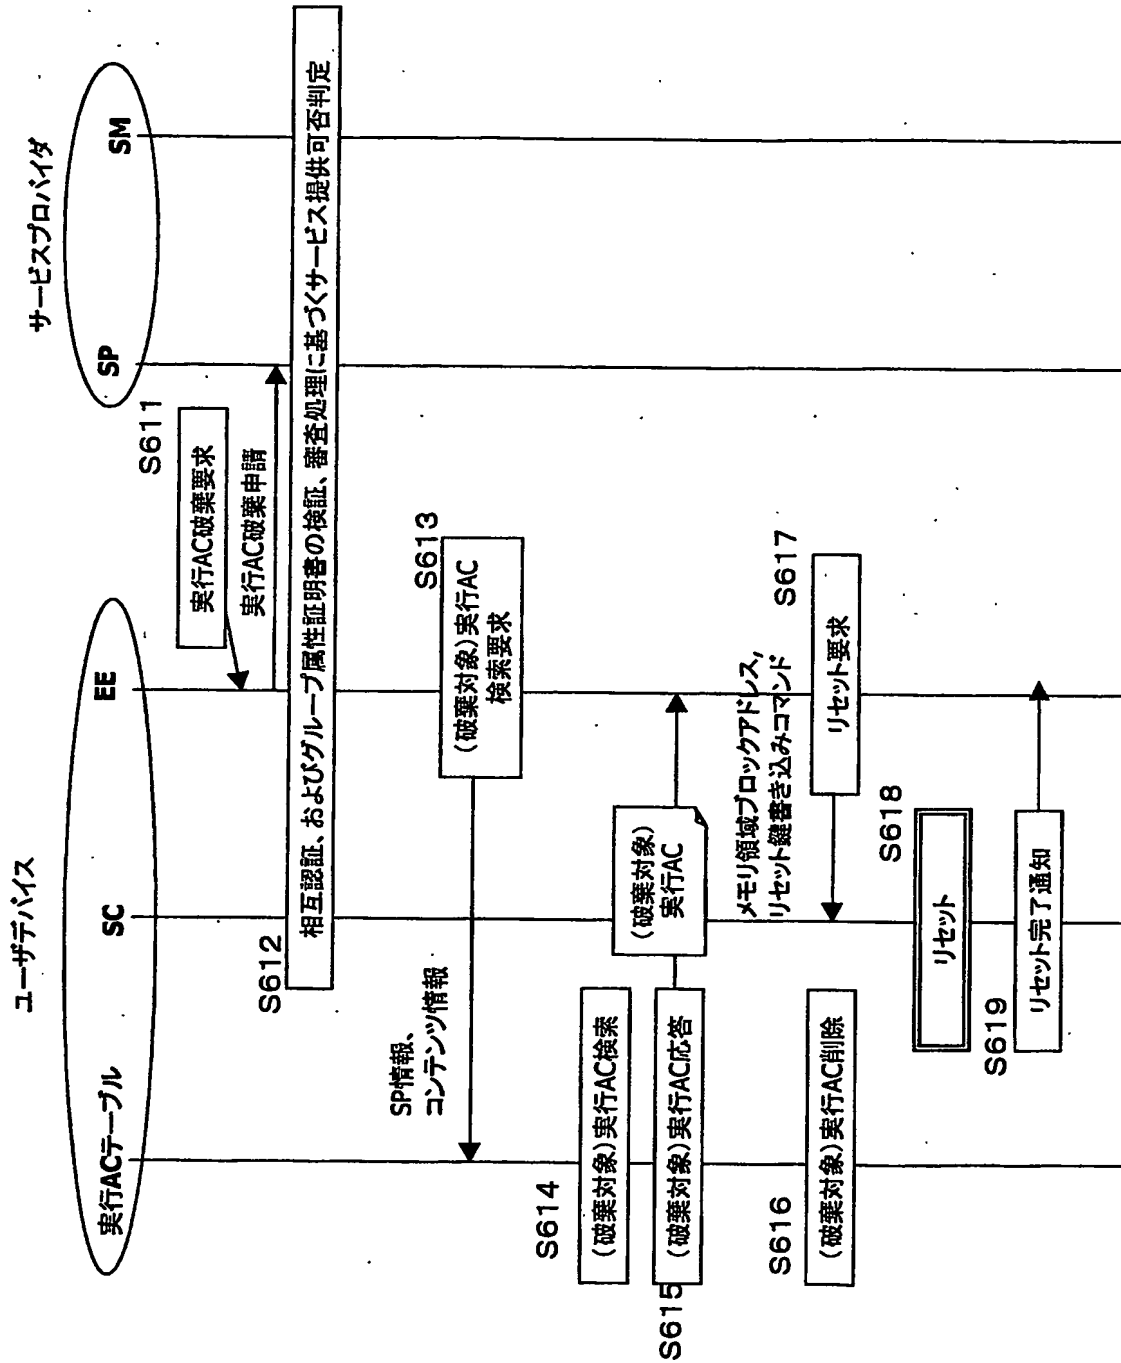 ユーザデバイス
サービスプロバイダ
実行ACテーブル
SC
EE
SP
SM
S611
実行AC破棄要求
実行AC破棄申請
S612
相互認証、およびグループ属性証明書の検証、審査処理に基づくサービス提供可否判定
S613
(破棄対象)実行AC
検索要求
SP情報、
コンテンツ情報
S614
(破棄対象)実行AC検索
S615
(破棄対象)実行AC応答
(破棄対象)
実行AC
S616
(破棄対象)実行AC削除
S617
リセット要求
メモリ領域ブロックアドレス,
リセット鍵書き込みコマンド
S618
リセット
S619
リセット完了通知